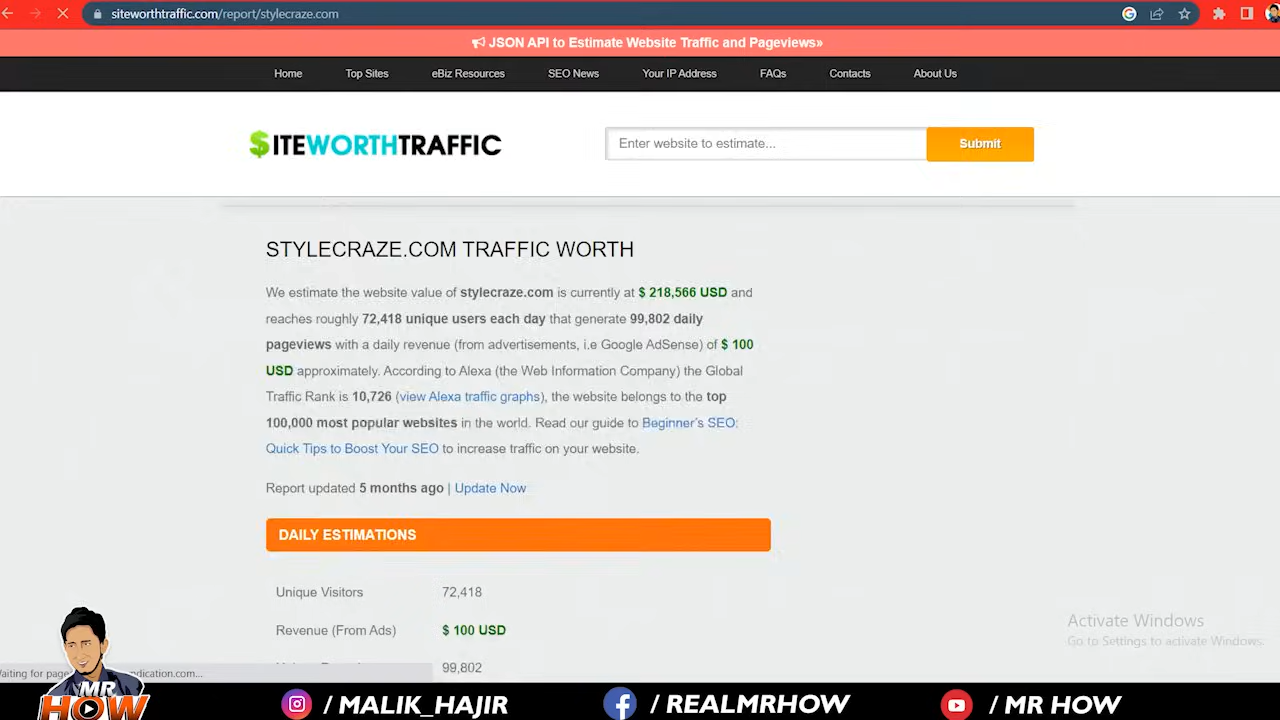 siteworthtraffic.com/report/stylecraze.com
JSON API to Estimate Website Traffic and Pageviews»
Home Top Sites eBiz Resources SEO News Your IP Address FAQs Contacts About Us
$ITEWORTHTRAFFIC
Enter website to estimate...
Submit
STYLECRAZE.COM TRAFFIC WORTH
We estimate the website value of stylecraze.com is currently at $ 218,566 USD and
reaches roughly 72,418 unique users each day that generate 99,802 daily
pageviews with a daily revenue (from advertisements, i.e Google AdSense) of $ 100
USD approximately. According to Alexa (the Web Information Company) the Global
Traffic Rank is 10,726 (view Alexa traffic graphs), the website belongs to the top
100,000 most popular websites in the world. Read our guide to Beginner's SEO:
Quick Tips to Boost Your SEO to increase traffic on your website.
Report updated 5 months ago | Update Now
DAILY ESTIMATIONS
Unique Visitors 72,418
Revenue (From Ads) $ 100 USD
99,802
Activate Windows
Go to Settings to activate Windows.
MR
HOW
/ MALIK_HAJIR
/ REALMRHOW
/ MR HOW